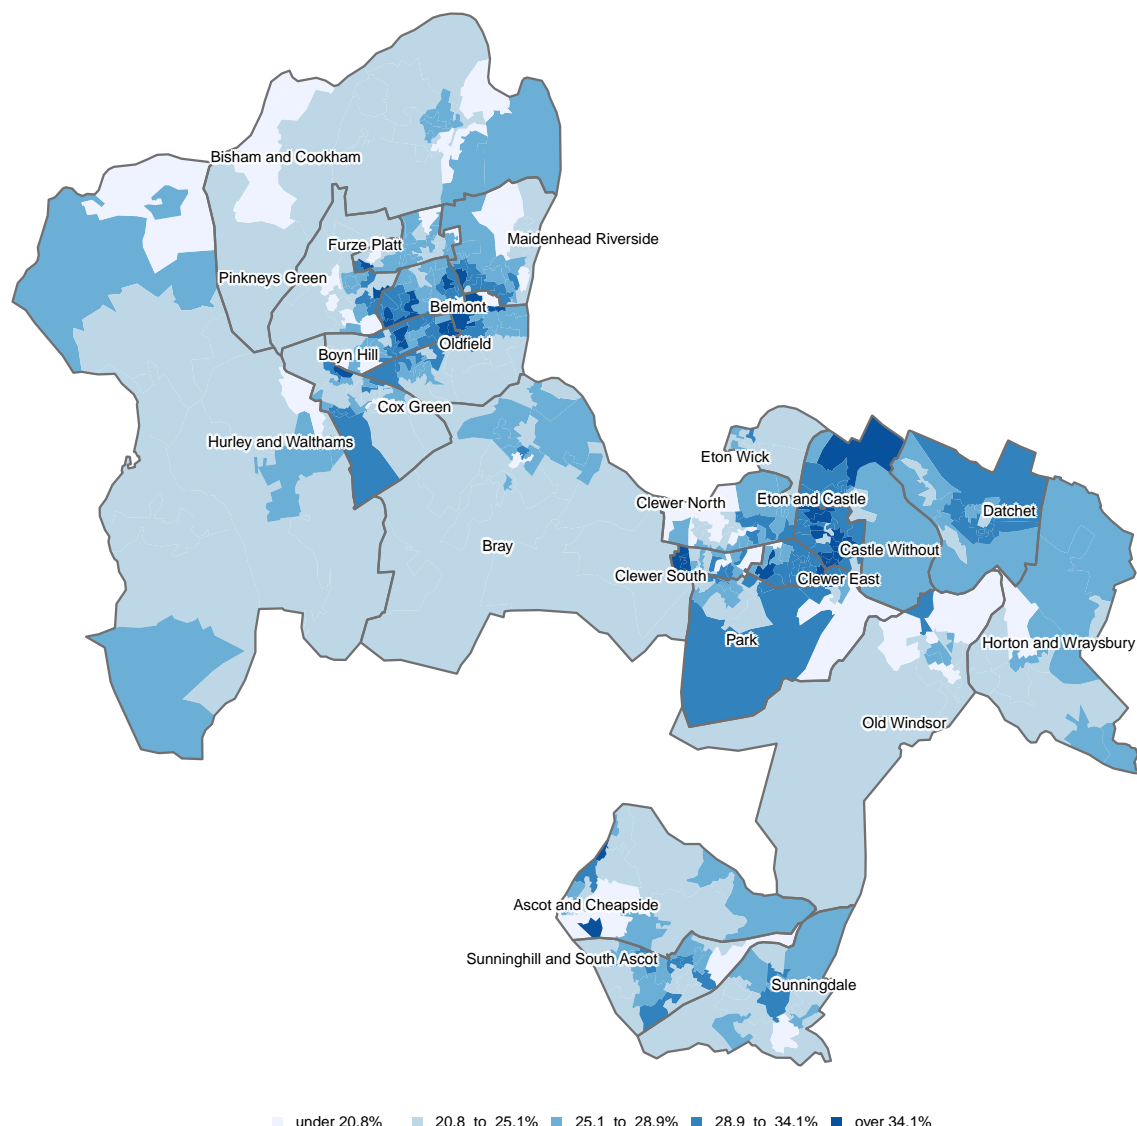 Bisham and Cookham
Furze Platt
Maidenhead Riverside
Pinkneys Green
Belmont
Oldfield
Boyn Hill
Cox Green
Hurley and Walthams
Eton Wick
Clewer North
Eton and Castle
Datchet
Bray
Castle Without
Clewer South
Clewer East
Park
Horton and Wraysbury
Old Windsor
Ascot and Cheapside
Sunninghill and South Ascot
Sunningdale
under 20.8% 20.8 to 25.1% 25.1 to 28.9% 28.9 to 34.1% over 34.1%